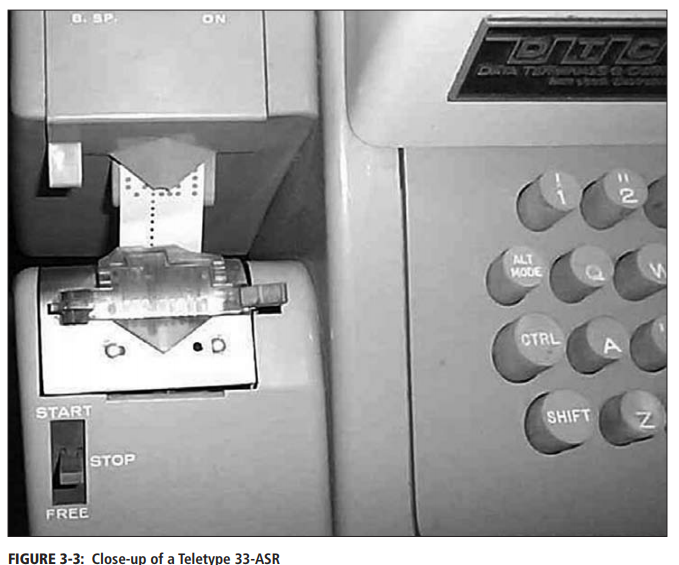 B. SP. ON
DTC
DATA TERMINALS &
! 1 " 2
ALT MODE Q W
CTRL A
SHIFT Z
START
STOP
FREE
FIGURE 3-3: Close-up of a Teletype 33-ASR